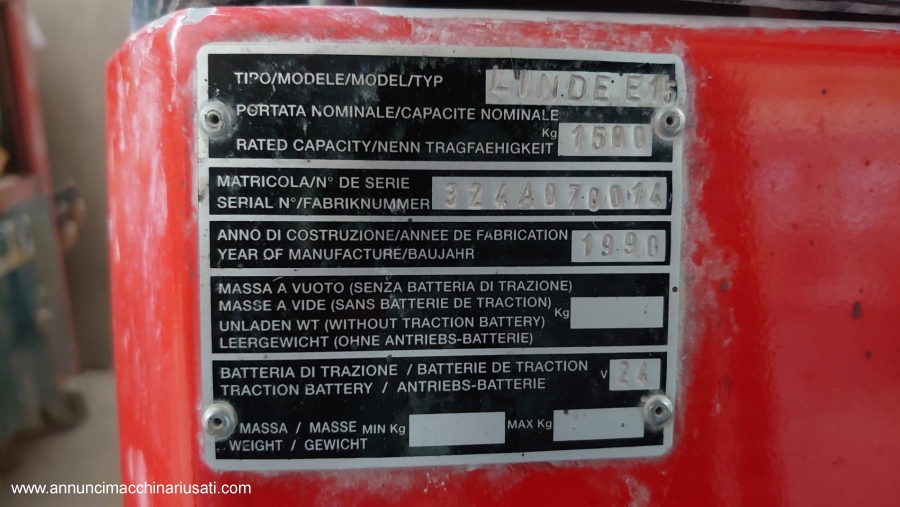 TIPO/MODELE/MODEL/TYP LINDE E15
PORTATA NOMINALE/CAPACITE NOMINALE
RATED CAPACITY/NENN TRAGFAEHIGKEIT Kg 1500
MATRICOLA/N° DE SERIE
SERIAL N°/FABRIKNUMMER 324A070014
ANNO DI COSTRUZIONE/ANNEE DE FABRICATION
YEAR OF MANUFACTURE/BAUJAHR 1990
MASSA A VUOTO (SENZA BATTERIA DI TRAZIONE)
MASSE A VIDE (SANS BATTERIE DE TRACTION) Kg
UNLADEN WT (WITHOUT TRACTION BATTERY)
LEERGEWICHT (OHNE ANTRIEBS-BATTERIE)
BATTERIA DI TRAZIONE / BATTERIE DE TRACTION V 24
TRACTION BATTERY / ANTRIEBS-BATTERIE
MASSA / MASSE MIN Kg MAX Kg
WEIGHT / GEWICHT
www.annuncimacchinariusati.com